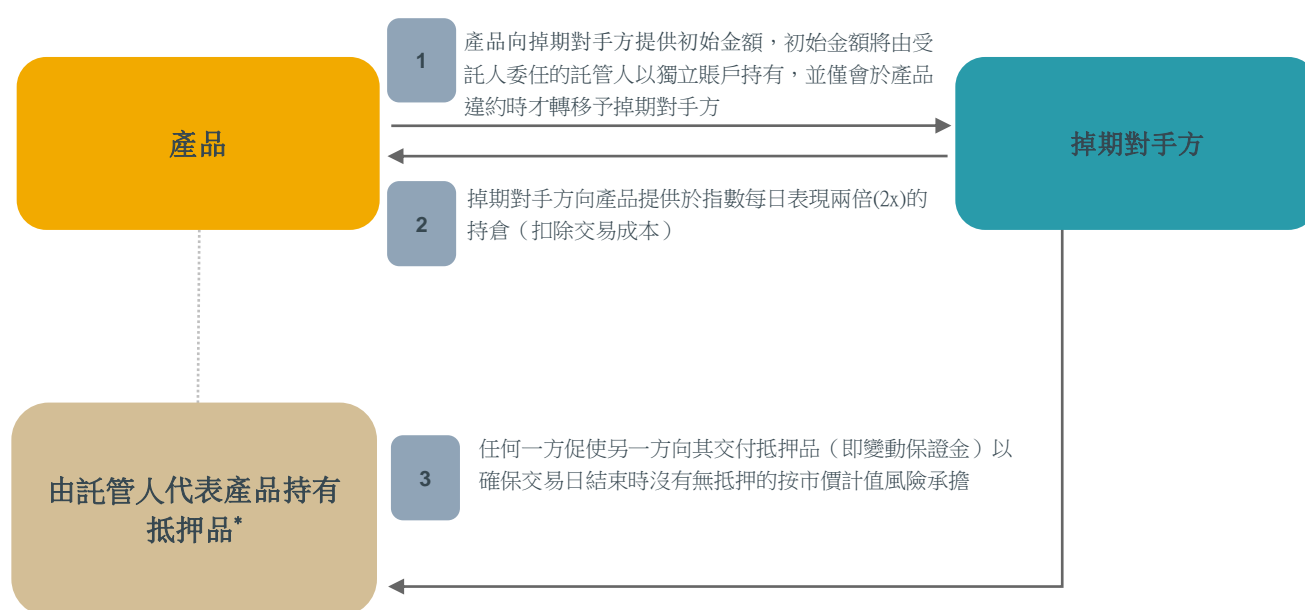 產品
1
產品向掉期對手方提供初始金額，初始金額將由受
託人委任的託管人以獨立賬戶持有，並僅會於產品
違約時才轉移予掉期對手方
掉期對手方
2
掉期對手方向產品提供於指數每日表現兩倍(2x)的
持倉（扣除交易成本）
由託管人代表產品持有
抵押品*
3
任何一方促使另一方向其交付抵押品（即變動保證金）以
確保交易日結束時沒有無抵押的按市價計值風險承擔